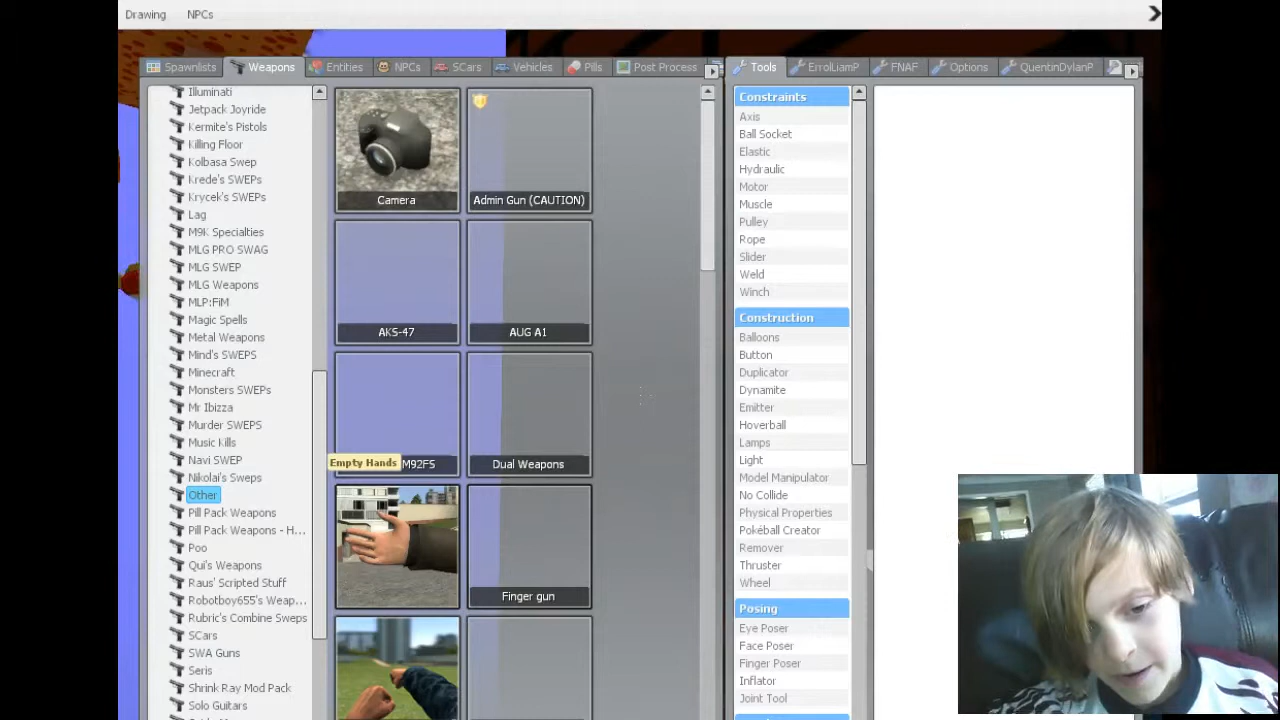 Drawing NPCs
Spawnlists Weapons Entities NPCs SCars Vehicles Pills Post Process
Tools ErrolLiamP FNAF Options QuentinDylanP
Illuminati
Jetpack Joyride
Kermite's Pistols
Killing Floor
Kolbasa Swep
Krede's SWEPs
Krycek's SWEPs
Lag
M9K Specialties
MLG PRO SWAG
MLG SWEP
MLG Weapons
MLP:FiM
Magic Spells
Metal Weapons
Mind's SWEPS
Minecraft
Monsters SWEPs
Mr Ibizza
Murder SWEPS
Music Kills
Navi SWEP
Nikolai's Sweps
Other
Pill Pack Weapons
Pill Pack Weapons - H...
Poo
Qui's Weapons
Raus' Scripted Stuff
Robotboy655's Weap...
Rubric's Combine Sweps
SCars
SWA Guns
Seris
Shrink Ray Mod Pack
Solo Guitars
Camera
Admin Gun (CAUTION)
AKS-47
AUG A1
Empty Hands
M92FS
Dual Weapons
Finger gun
Constraints
Axis
Ball Socket
Elastic
Hydraulic
Motor
Muscle
Pulley
Rope
Slider
Weld
Winch
Construction
Balloons
Button
Duplicator
Dynamite
Emitter
Hoverball
Lamps
Light
Model Manipulator
No Collide
Physical Properties
Pokéball Creator
Remover
Thruster
Wheel
Posing
Eye Poser
Face Poser
Finger Poser
Inflator
Joint Tool